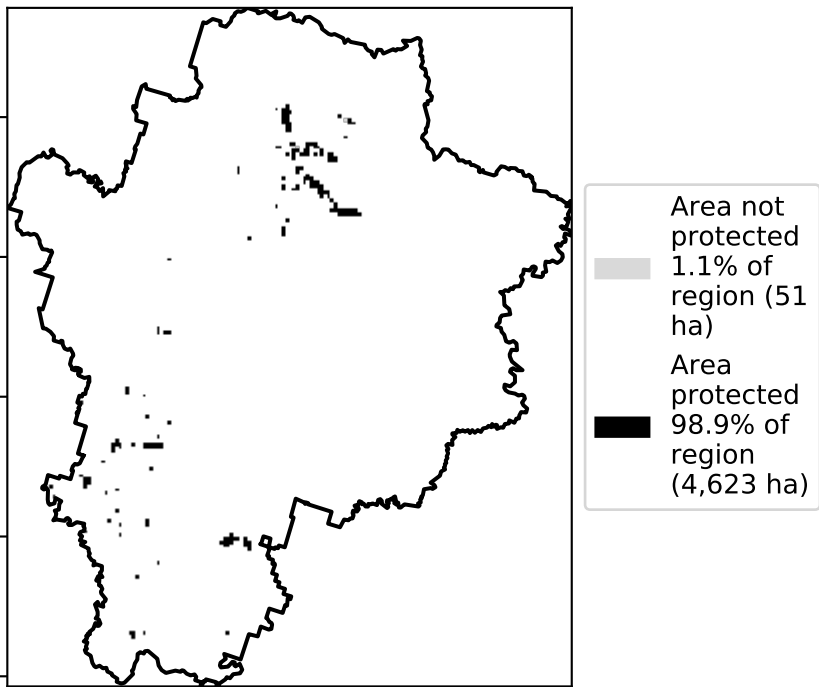 Area not
protected
1.1% of
region (51
ha)
Area
protected
98.9% of
region
(4,623 ha)